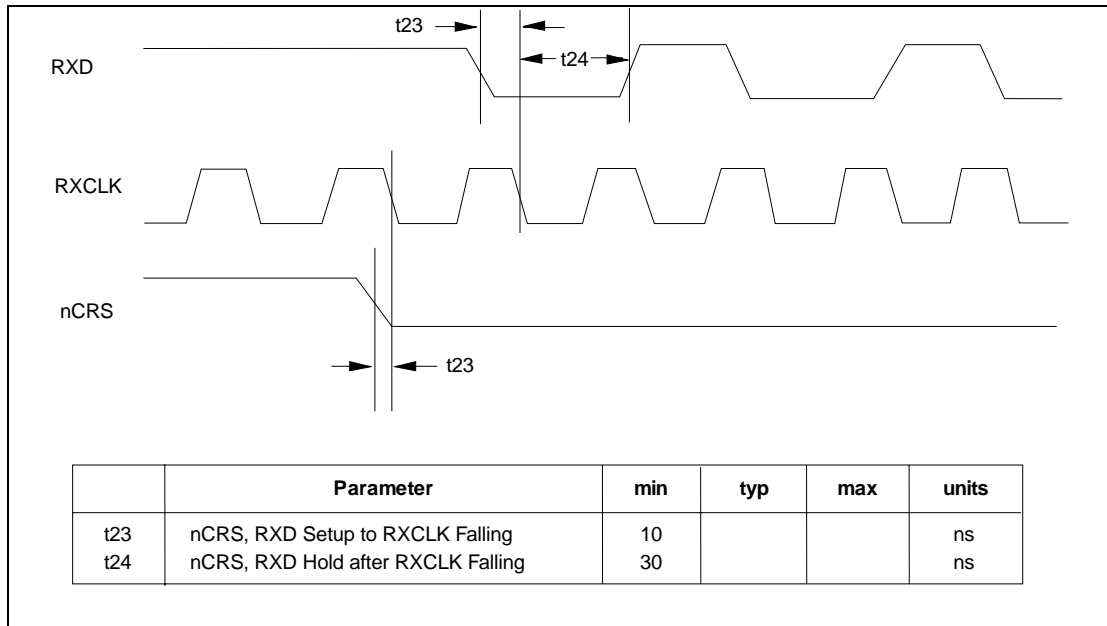 t23
t24
RXD
RXCLK
nCRS
t23
Parameter min typ max units
t23 nCRS, RXD Setup to RXCLK Falling 10 ns
t24 nCRS, RXD Hold after RXCLK Falling 30 ns